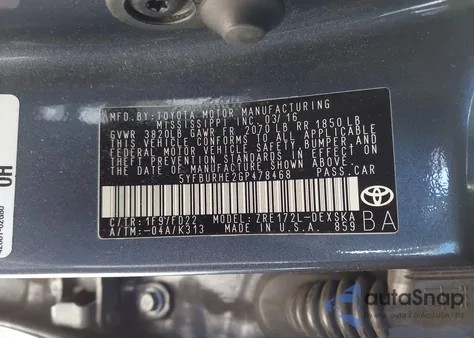 MFD. BY: TOYOTA MOTOR MANUFACTURING
MISSISSIPPI INC. 03/16
GVWR 3820LB GAWR FR 2070 LB RR 1850 LB
THIS VEHICLE CONFORMS TO ALL APPLICABLE
FEDERAL MOTOR VEHICLE SAFETY, BUMPER, AND
THEFT PREVENTION STANDARDS IN EFFECT ON
THE DATE OF MANUFACTURE SHOWN ABOVE.
5YFBURHE2GP478468 PASS.CAR
C/TR: 1F97/FD22 MODEL: ZRE172L-DEXSKA
A/TM: -04A/K313 MADE IN U.S.A. 859
BA
autoSnap